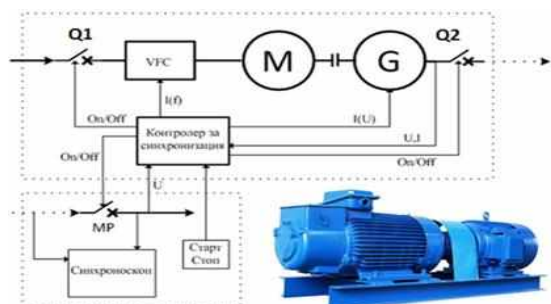 Q1
Q2
VFC
M
G
I(f)
On/Off
I(U)
Контролер за
синхронизация
U,I
On/Off
On/Off
U
MP
Старт
Стоп
Синхроноскоп